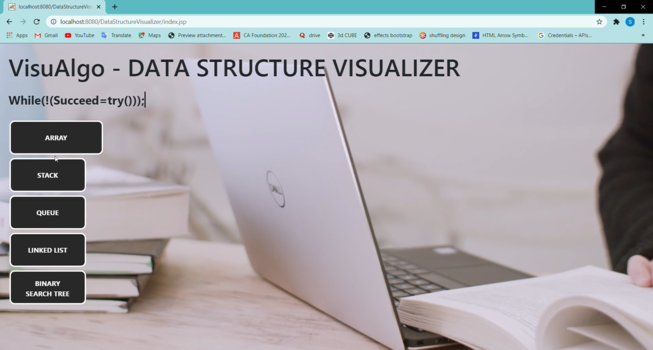 localhost:8080/DataStructureVisu
localhost:8080/DataStructureVisualizer/index.jsp
Apps
Gmail
YouTube
Translate
Maps
Preview attachment...
CA Foundation 202...
drive
3d CUBE
effects bootstrap
shuffling design
HTML Arrow Symb...
Credentials – APIs...
VisuAlgo - DATA STRUCTURE VISUALIZER
While(!(Succeed=try()));
ARRAY
STACK
QUEUE
LINKED LIST
BINARY
SEARCH TREE